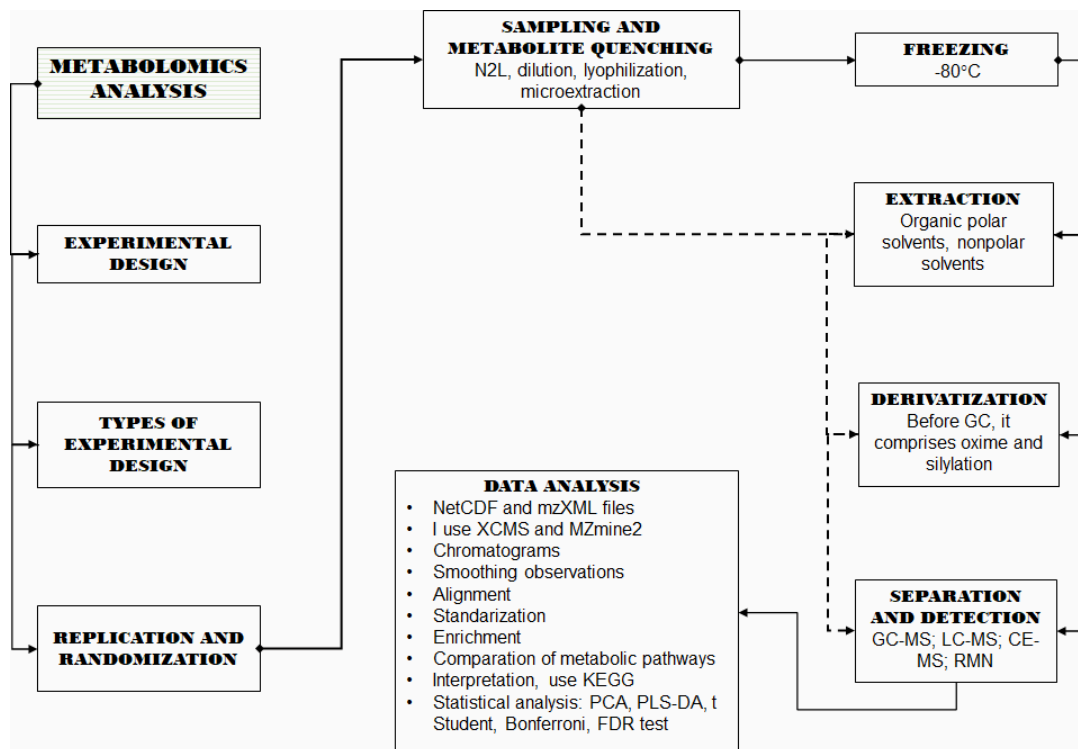 METABOLOMICS
ANALYSIS
EXPERIMENTAL
DESIGN
TYPES OF
EXPERIMENTAL
DESIGN
REPLICATION AND
RANDOMIZATION
SAMPLING AND
METABOLITE QUENCHING
N2L, dilution, lyophilization,
microextraction
FREEZING
-80°C
EXTRACTION
Organic polar
solvents, nonpolar
solvents
DERIVATIZATION
Before GC, it
comprises oxime and
silylation
SEPARATION
AND DETECTION
GC-MS; LC-MS; CE-
MS; RMN
DATA ANALYSIS
• NetCDF and mzXML files
• I use XCMS and MZmine2
• Chromatograms
• Smoothing observations
• Alignment
• Standarization
• Enrichment
• Comparation of metabolic pathways
• Interpretation, use KEGG
• Statistical analysis: PCA, PLS-DA, t
Student, Bonferroni, FDR test